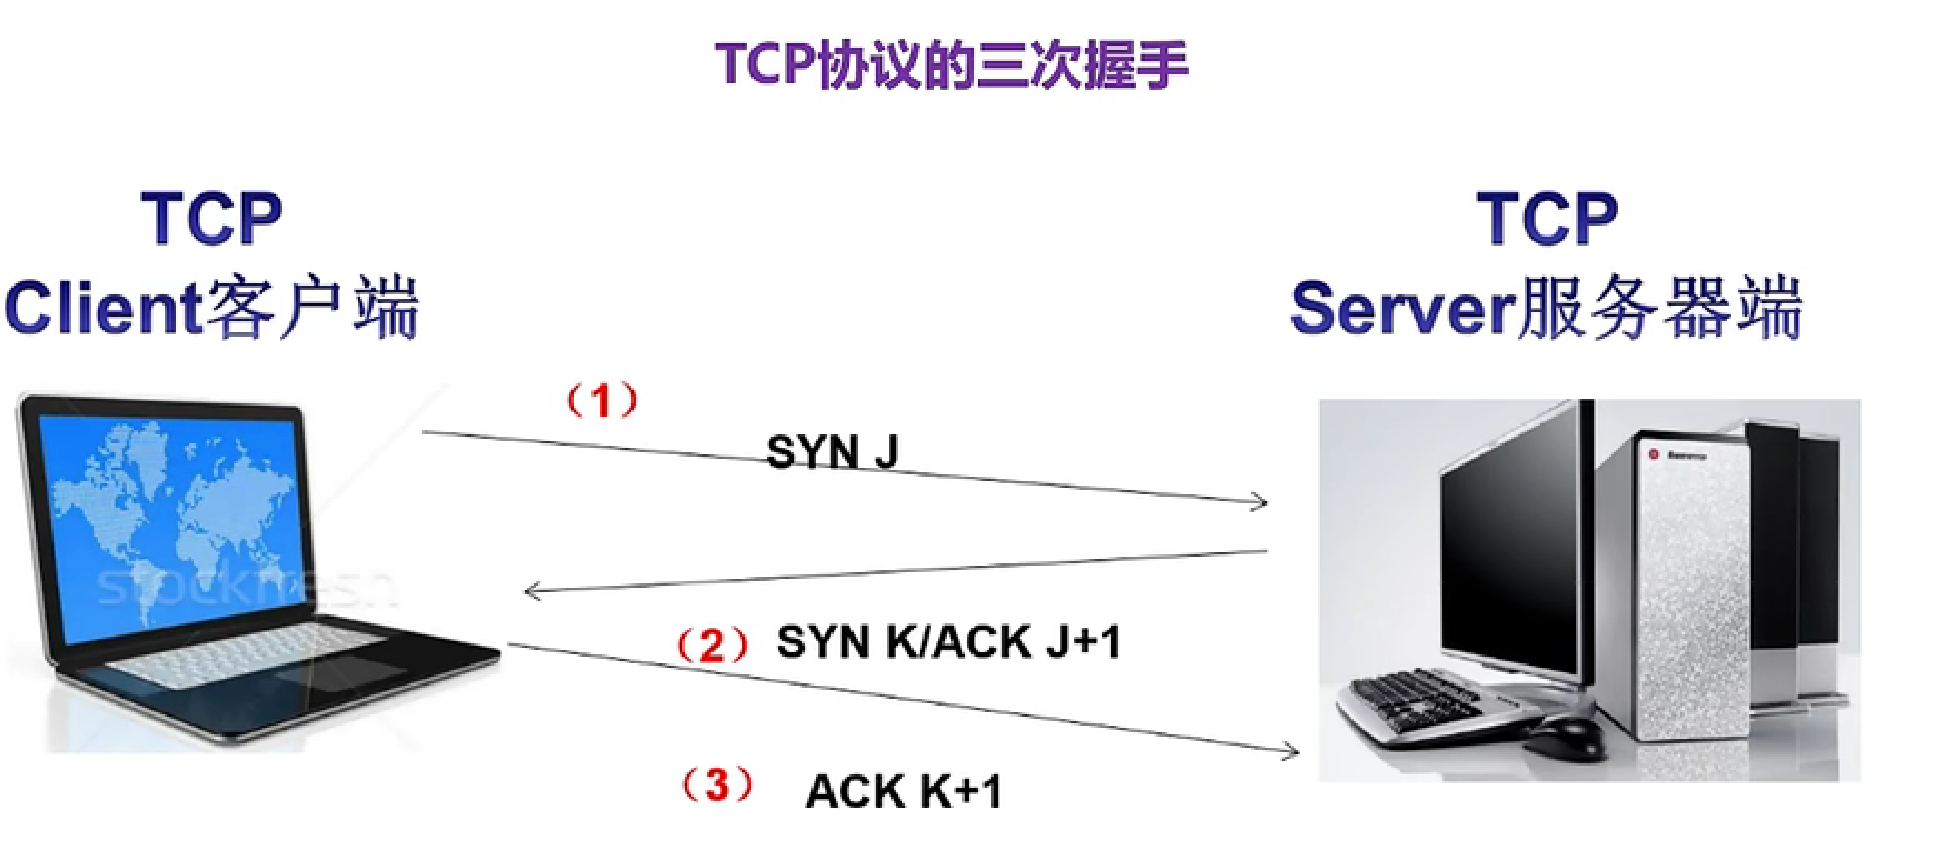 TCP协议的三次握手
TCP
Client客户端
TCP
Server服务器端
（1）
SYN J
（2） SYN K/ACK J+1
（3） ACK K+1
stockfresh